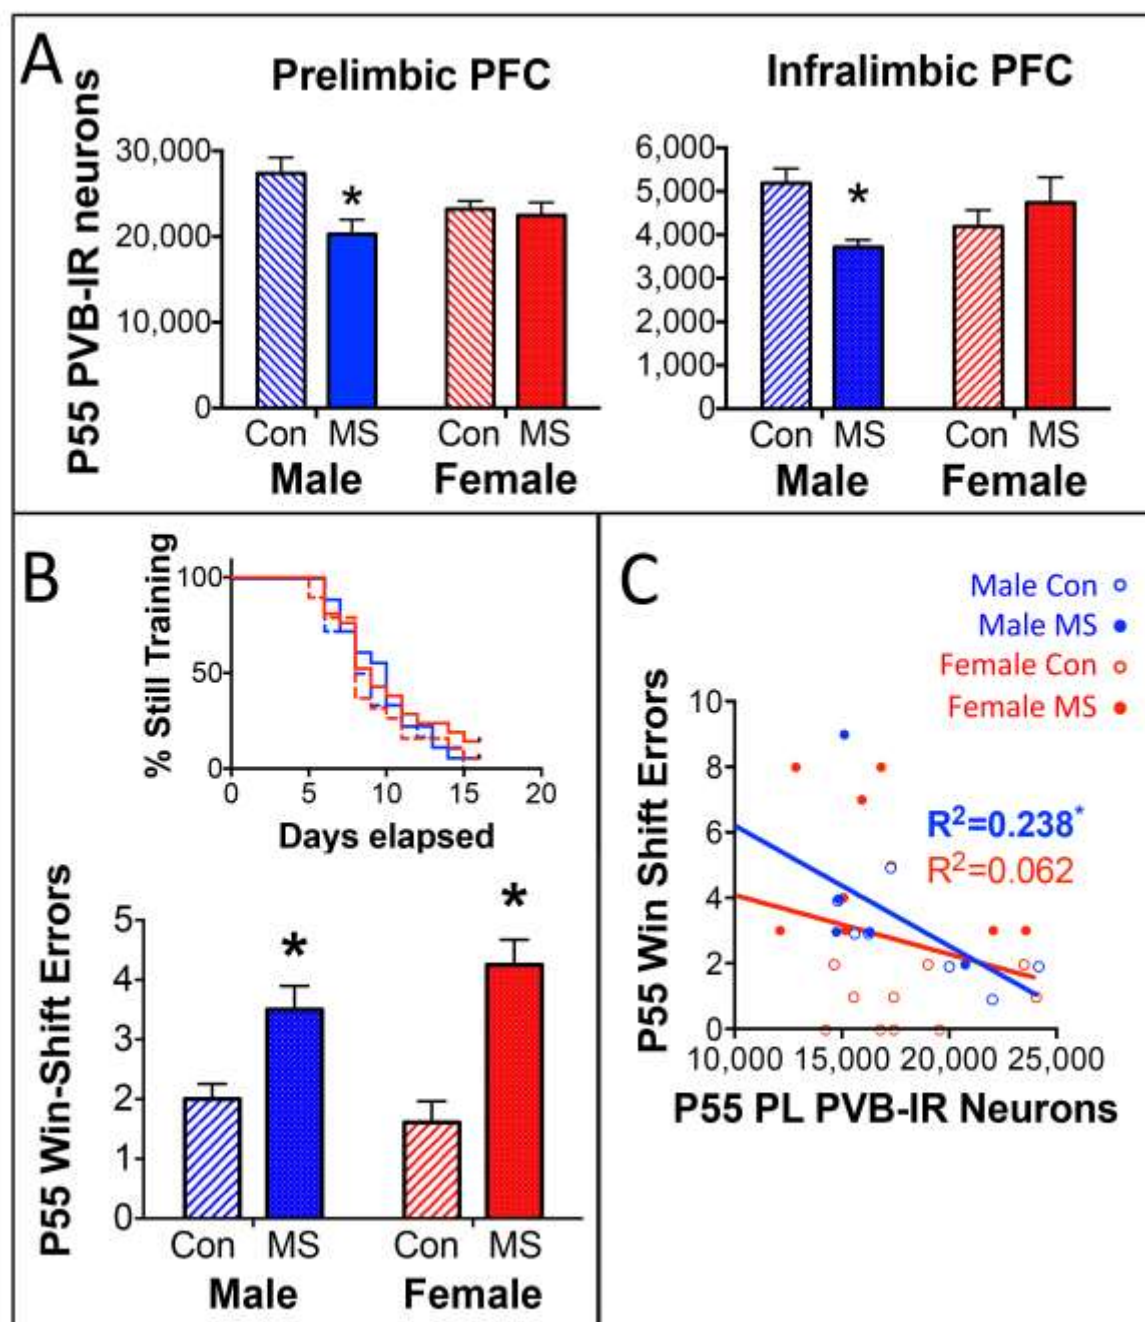 A
Prelimbic PFC
Infralimbic PFC
P55 PVB-IR neurons
30,000
20,000
10,000
0
*
Con MS Con MS
Male Female
6,000
5,000
4,000
3,000
2,000
1,000
0
*
Con MS Con MS
Male Female
B
% Still Training
100
50
0
0 5 10 15 20
Days elapsed
P55 Win-Shift Errors
5
4
3
2
1
0
* *
Con MS Con MS
Male Female
C
Male Con
Male MS
Female Con
Female MS
P55 Win Shift Errors
10
8
6
4
2
0
R²=0.238*
R²=0.062
10,000 15,000 20,000 25,000
P55 PL PVB-IR Neurons